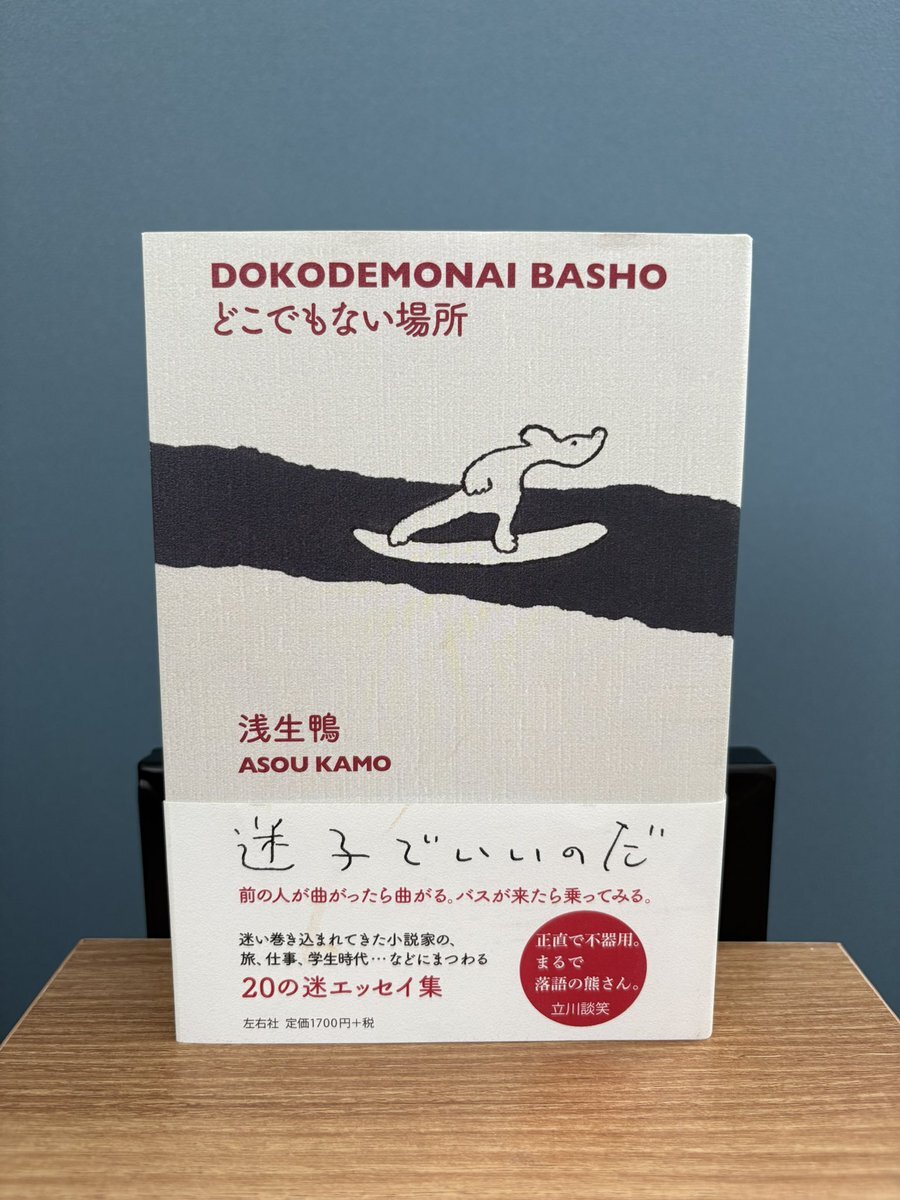 DOKODEMONAI BASHO
どこでもない場所
浅生鴨
ASOU KAMO
迷子でいいのだ
前の人が曲がったら曲がる。バスが来たら乗ってみる。
迷い巻き込まれてきた小説家の、
旅、仕事、学生時代…などにまつわる
20の迷エッセイ集
左右社 定価1700円+税
正直で不器用。
まるで
落語の熊さん。
立川談笑